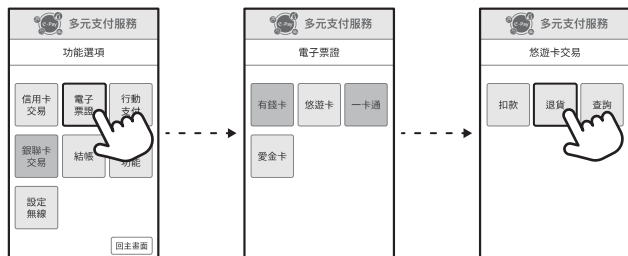 e-Pay 多元支付服務
功能選項
信用卡
交易
電子
票證
行動
支付
銀聯卡
交易
結帳
功能
設定
無線
回主畫面
e-Pay 多元支付服務
電子票證
有錢卡
悠遊卡
一卡通
愛金卡
e-Pay 多元支付服務
悠遊卡交易
扣款
退貨
查詢